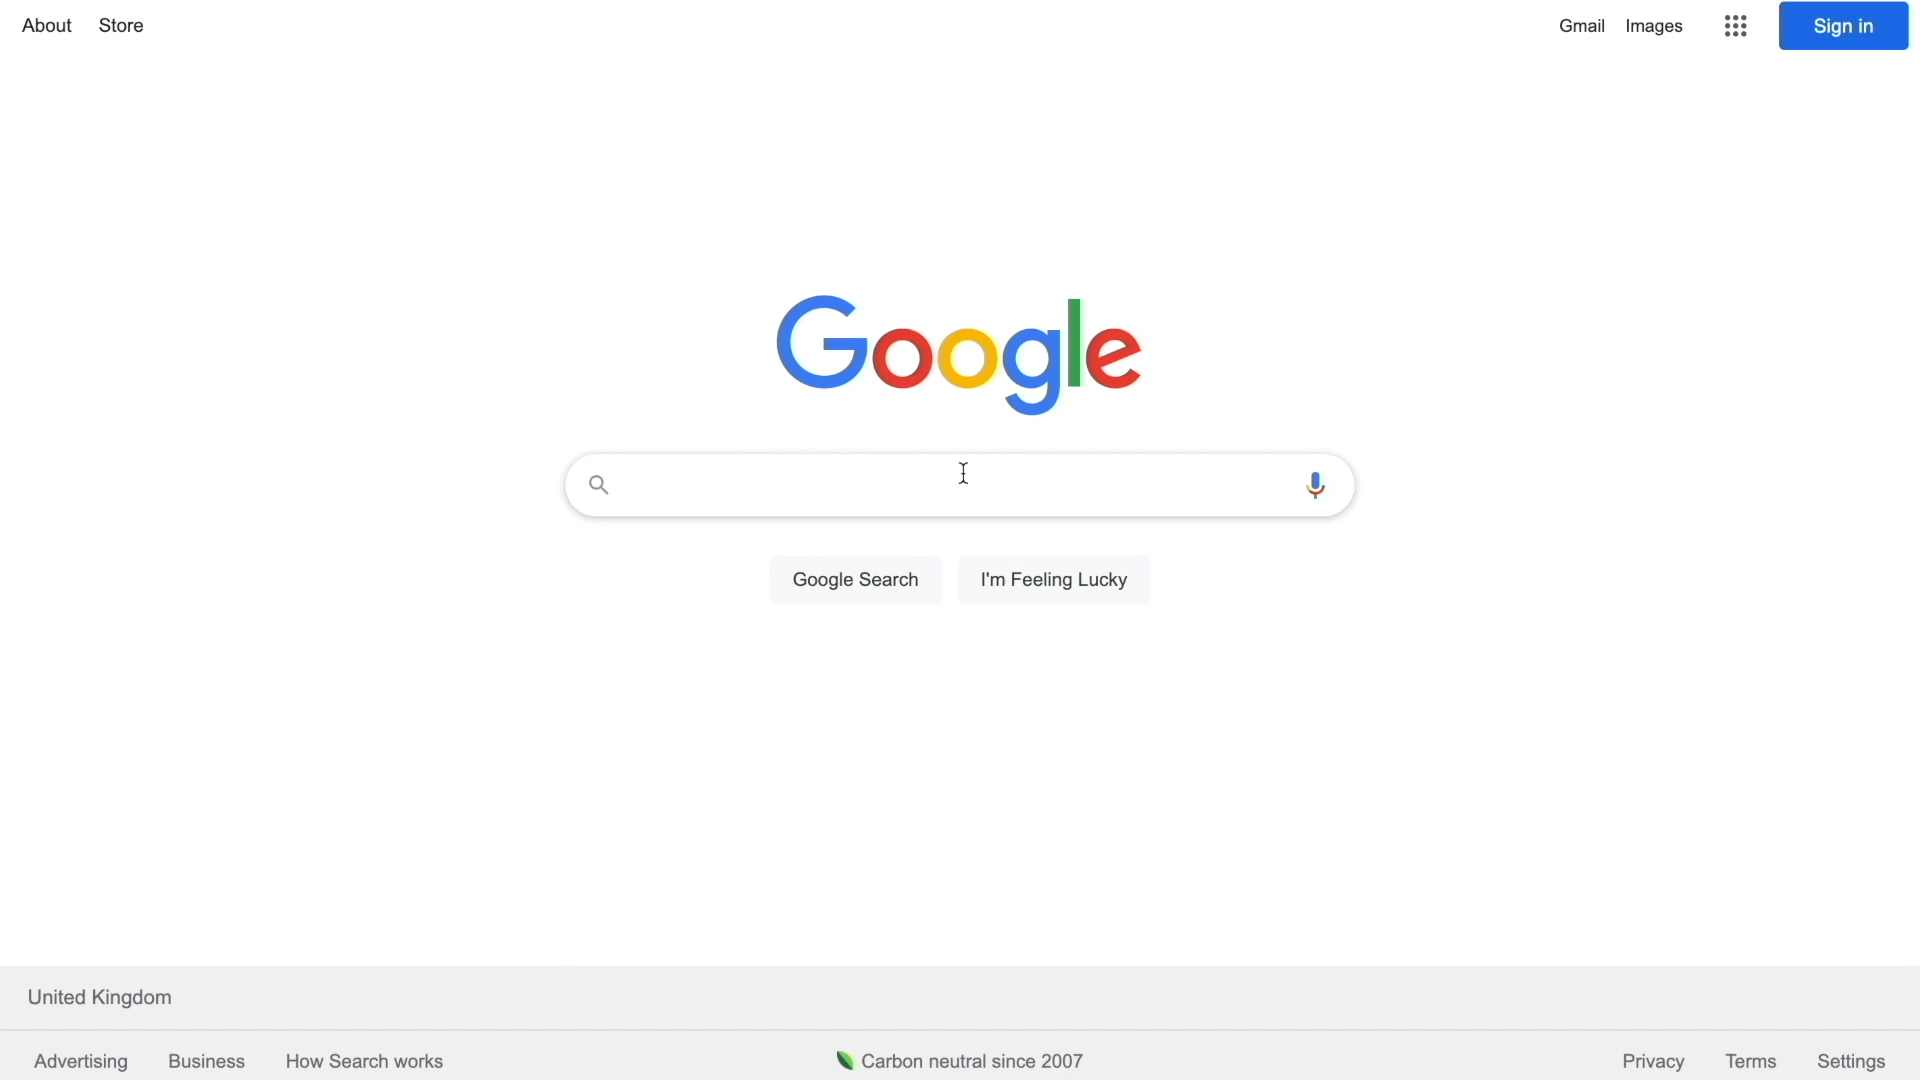 About Store Gmail Images Sign in
Google
Google Search I'm Feeling Lucky
United Kingdom
Advertising Business How Search works Carbon neutral since 2007 Privacy Terms Settings